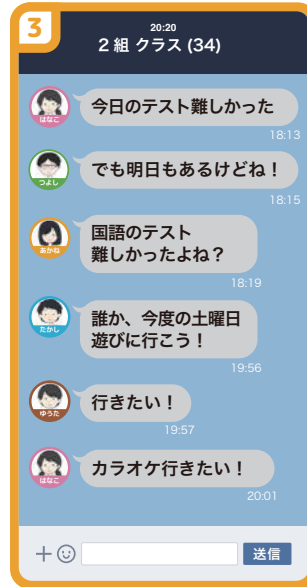 3
20:20
2組 クラス (34)
はなこ
今日のテスト難しかった
18:13
つよし
でも明日もあるけどね！
18:15
あかね
国語のテスト
難しかったよね？
18:19
たかし
誰か、今度の土曜日
遊びに行こう！
19:56
ゆうた
行きたい！
19:57
はなこ
カラオケ行きたい！
20:01
送信